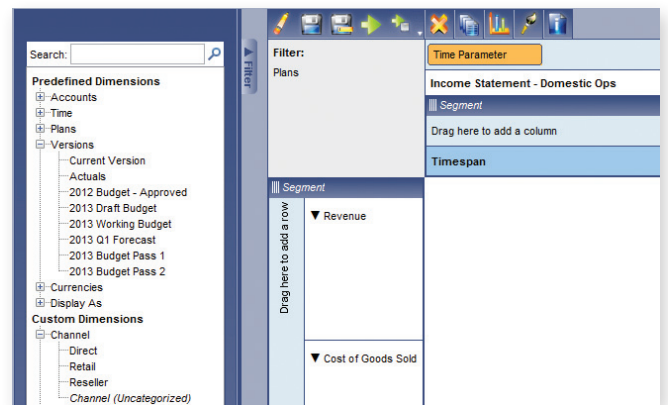 Search:
Predefined Dimensions
Accounts
Time
Plans
Versions
Current Version
Actuals
2012 Budget - Approved
2013 Draft Budget
2013 Working Budget
2013 Q1 Forecast
2013 Budget Pass 1
2013 Budget Pass 2
Currencies
Display As
Custom Dimensions
Channel
Direct
Retail
Reseller
Channel (Uncategorized)
Filter
Filter:
Plans
Time Parameter
Income Statement - Domestic Ops
Segment
Drag here to add a column
Timespan
Segment
Drag here to add a row
Revenue
Cost of Goods Sold